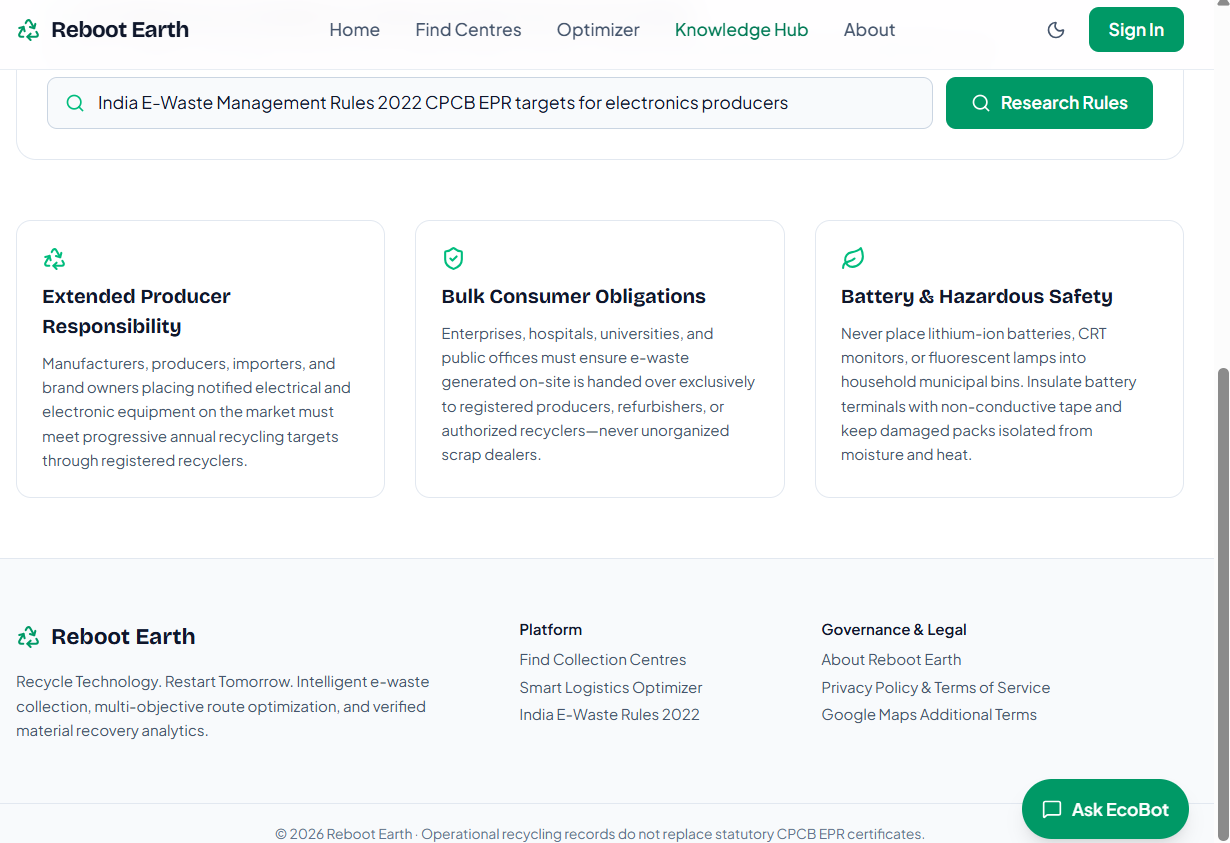 Reboot Earth
Home
Find Centres
Optimizer
Knowledge Hub
About
Sign In
India E-Waste Management Rules 2022 CPCB EPR targets for electronics producers
Research Rules
Extended Producer
Responsibility
Manufacturers, producers, importers, and
brand owners placing notified electrical and
electronic equipment on the market must
meet progressive annual recycling targets
through registered recyclers.
Bulk Consumer Obligations
Enterprises, hospitals, universities, and
public offices must ensure e-waste
generated on-site is handed over exclusively
to registered producers, refurbishers, or
authorized recyclers—never unorganized
scrap dealers.
Battery & Hazardous Safety
Never place lithium-ion batteries, CRT
monitors, or fluorescent lamps into
household municipal bins. Insulate battery
terminals with non-conductive tape and
keep damaged packs isolated from
moisture and heat.
Reboot Earth
Recycle Technology. Restart Tomorrow. Intelligent e-waste
collection, multi-objective route optimization, and verified
material recovery analytics.
Platform
Find Collection Centres
Smart Logistics Optimizer
India E-Waste Rules 2022
Governance & Legal
About Reboot Earth
Privacy Policy & Terms of Service
Google Maps Additional Terms
Ask EcoBot
© 2026 Reboot Earth · Operational recycling records do not replace statutory CPCB EPR certificates.